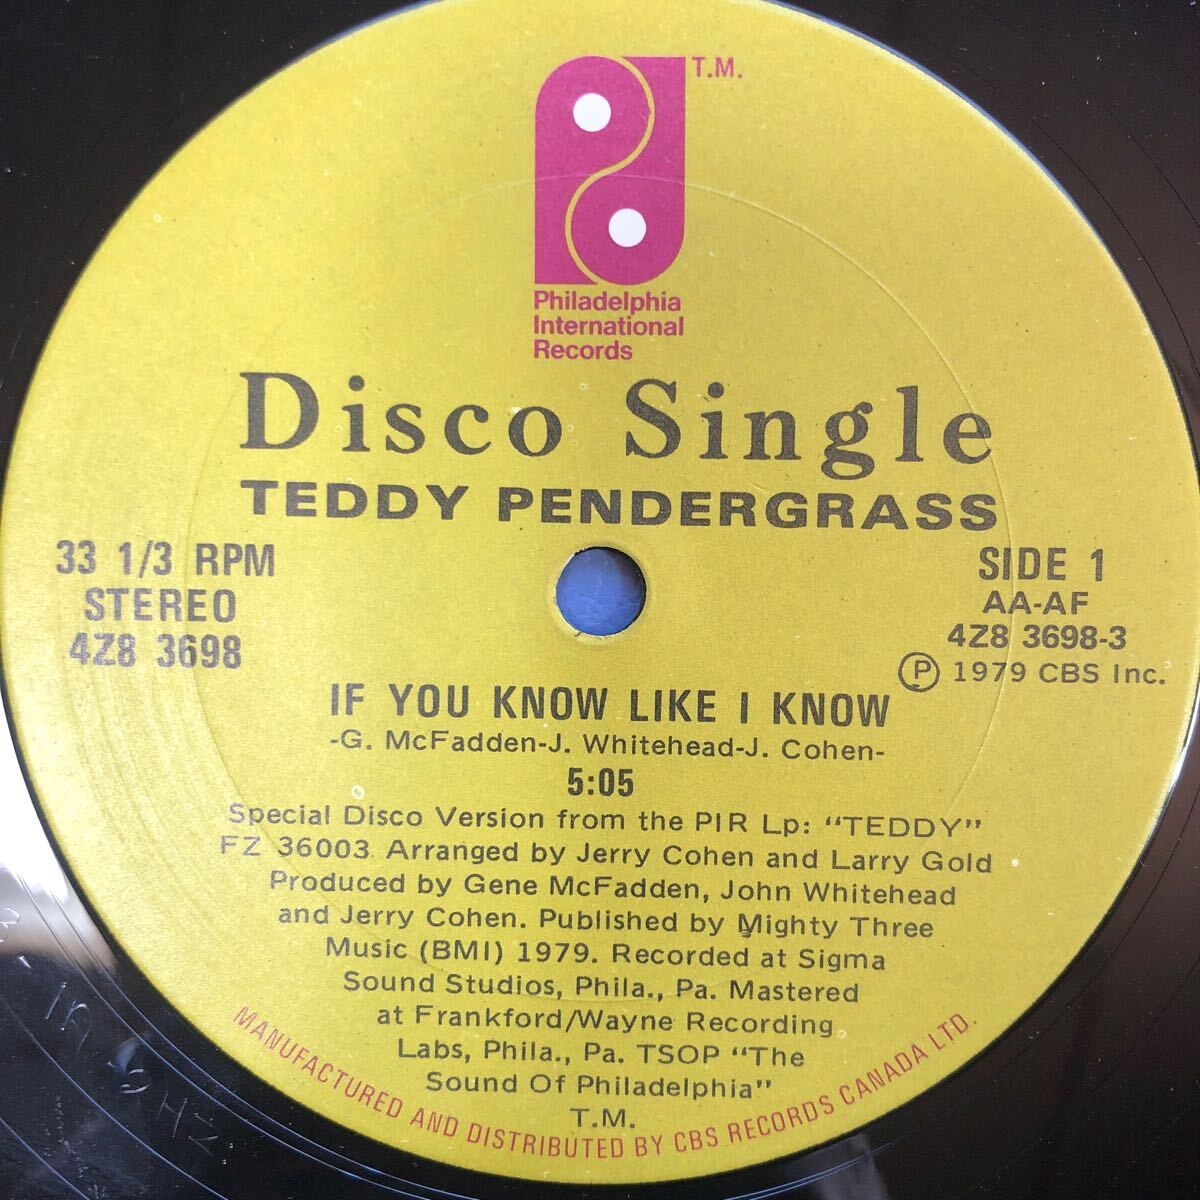 T.M.
Philadelphia
International
Records
Disco Single
TEDDY PENDERGRASS
33 1/3 RPM
STEREO
4Z8 3698
SIDE 1
AA-AF
4Z8 3698-3
Ⓟ 1979 CBS Inc.
IF YOU KNOW LIKE I KNOW
-G. McFadden-J. Whitehead-J. Cohen-
5:05
Special Disco Version from the PIR Lp: "TEDDY"
FZ 36003 Arranged by Jerry Cohen and Larry Gold
Produced by Gene McFadden, John Whitehead
and Jerry Cohen. Published by Mighty Three
Music (BMI) 1979. Recorded at Sigma
Sound Studios, Phila., Pa. Mastered
at Frankford/Wayne Recording
Labs, Phila., Pa. TSOP "The
Sound Of Philadelphia"
T.M.
MANUFACTURED AND DISTRIBUTED BY CBS RECORDS CANADA LTD.